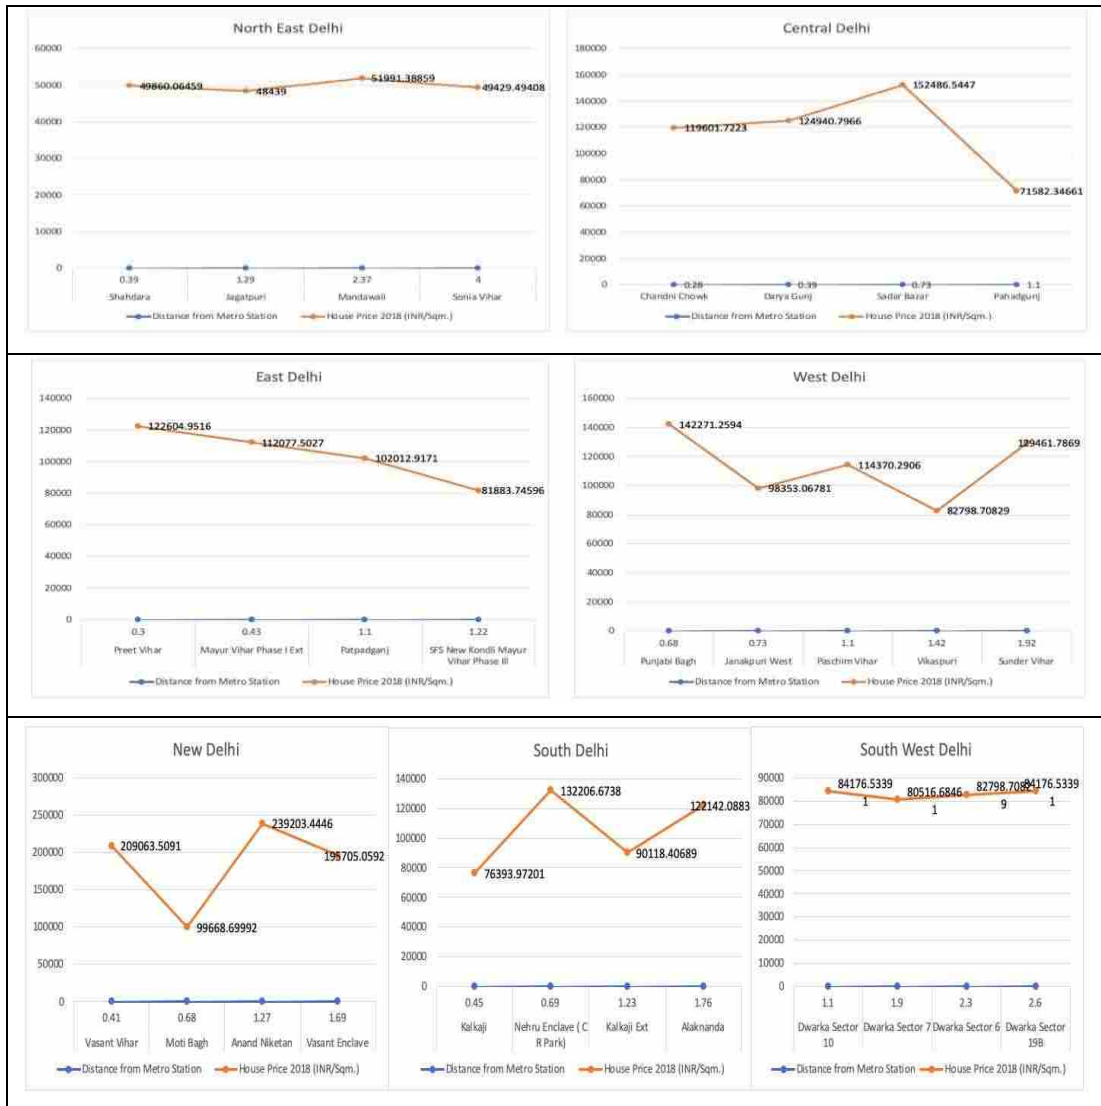 North East Delhi
60000
50000
40000
30000
20000
10000
0
49860.06459
48439
51991.38859
49429.49408
0.39 1.29 2.37 4
Shahdara Jagatpuri Mandawali Sonia Vihar
Distance from Metro Station House Price 2018 (INR/Sqm.)
Central Delhi
180000
160000
140000
120000
100000
80000
60000
40000
20000
0
119601.7223
124940.7966
152486.5447
71582.34661
0.28 0.39 0.73 1.1
Chandni Chowk Darya Gunj Sadar Bazar Pahadgunj
Distance from Metro Station House Price 2018 (INR/Sqm.)
East Delhi
140000
120000
100000
80000
60000
40000
20000
0
122604.9516
112077.5027
102012.9171
81883.74596
0.3 0.43 1.1 1.22
Preet Vihar Mayur Vihar Phase I Ext Patpadganj SFS New Kondli Mayur
Vihar Phase III
Distance from Metro Station House Price 2018 (INR/Sqm.)
West Delhi
160000
140000
120000
100000
80000
60000
40000
20000
0
142271.2594
98353.06781
114370.2906
82798.70829
129461.7869
0.68 0.73 1.1 1.42 1.92
Punjabi Bagh Janakpuri West Paschim Vihar Vikaspuri Sunder Vihar
Distance from Metro Station House Price 2018 (INR/Sqm.)
New Delhi
300000
250000
200000
150000
100000
50000
0
209063.5091
99668.69992
239203.4446
195705.0592
0.41 0.68 1.27 1.69
Vasant Vihar Moti Bagh Anand Niketan Vasant Enclave
Distance from Metro Station House Price 2018 (INR/Sqm.)
South Delhi
140000
120000
100000
80000
60000
40000
20000
0
76393.97201
132206.6738
90118.40689
122142.0883
0.45 0.69 1.23 1.76
Kalkaji Nehru Enclave ( C Kalkaji Ext Alaknanda
R Park)
Distance from Metro Station House Price 2018 (INR/Sqm.)
South West Delhi
90000
80000
70000
60000
50000
40000
30000
20000
10000
0
84176.5339
1
80516.6846
1
82798.7082
9
84176.5339
1
1.1 1.9 2.3 2.6
Dwarka Sector Dwarka Sector 7 Dwarka Sector 6 Dwarka Sector
10 19B
Distance from Metro Station House Price 2018 (INR/Sqm.)